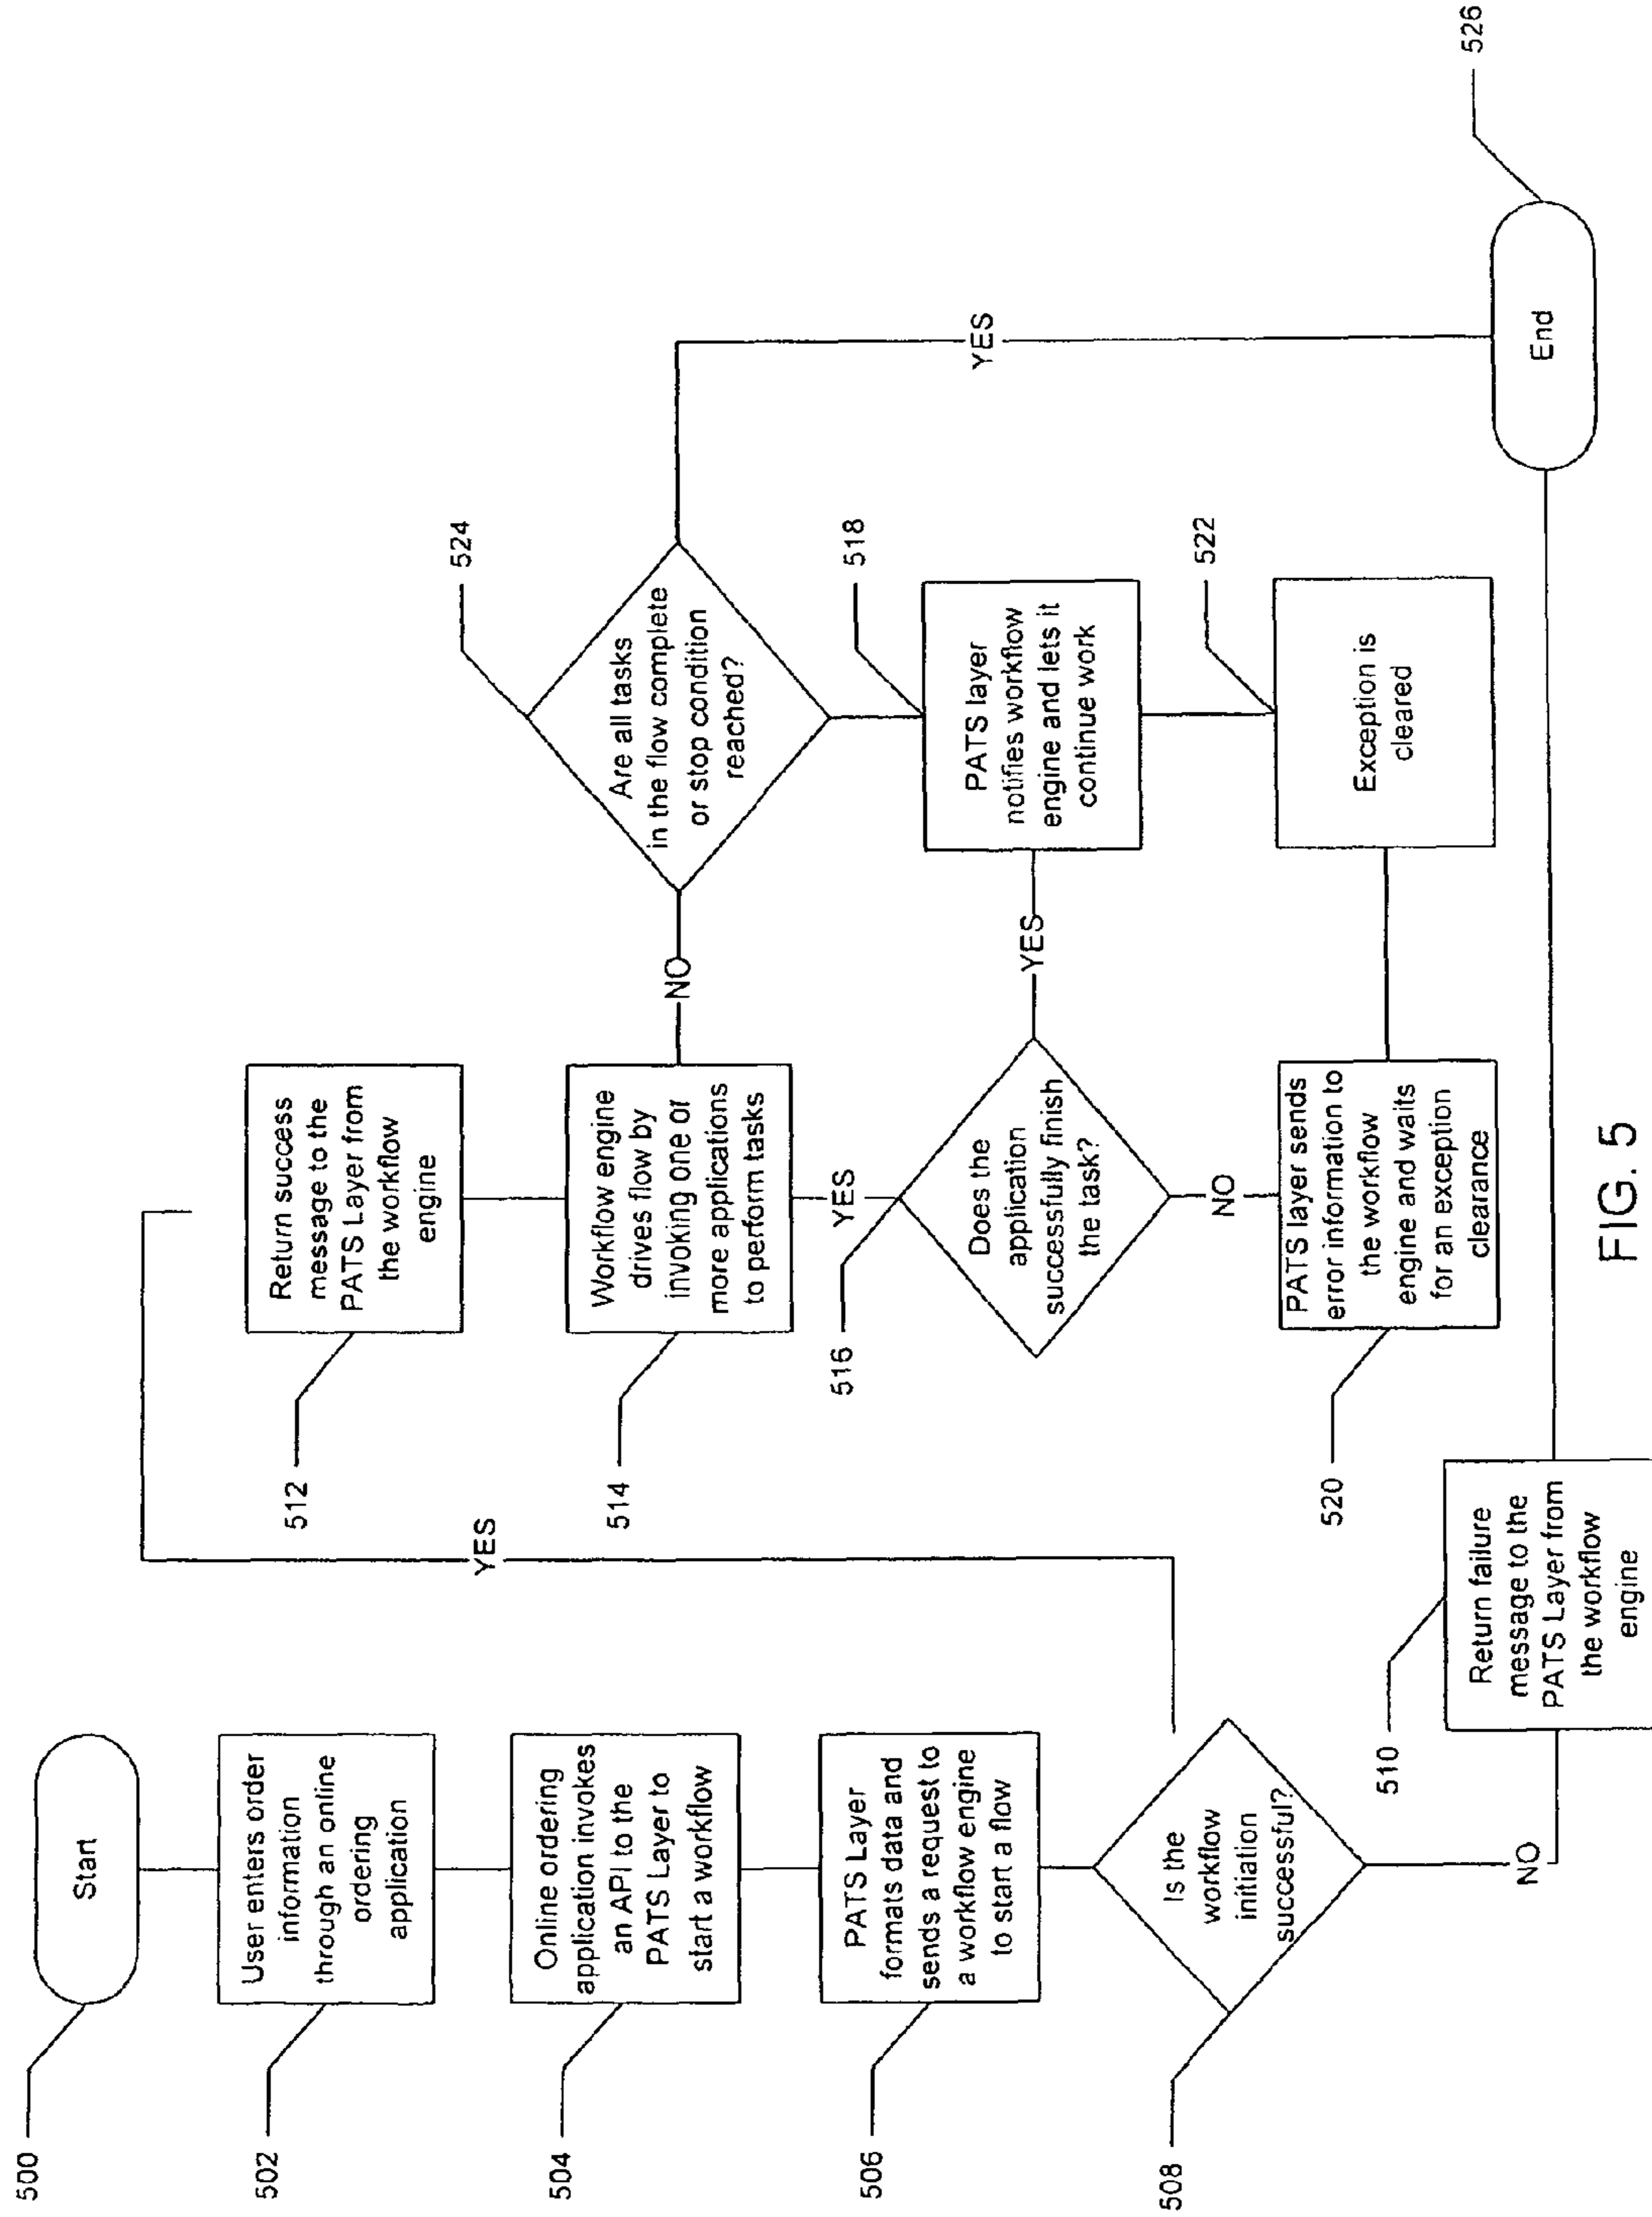 500
Start
502
User enters order
information
through an online
ordering
application
504
Online ordering
application invokes
an API to the
PATS Layer to
start a workflow
506
PATS Layer
formats data and
sends a request to
a workflow engine
to start a flow
508
Is the
workflow
initiation
successful?
YES
NO
510
Return failure
message to the
PATS Layer from
the workflow
engine
512
Return success
message to the
PATS Layer from
the workflow
engine
514
Workflow engine
drives flow by
invoking one or
more applications
to perform tasks
YES
516
Does the
application
successfully finish
the task?
YES
NO
520
PATS layer sends
error information to
the workflow
engine and waits
for an exception
clearance
NO
524
Are all tasks
in the flow complete
or stop condition
reached?
518
PATS layer
notifies workflow
engine and lets it
continue work
522
Exception is
cleared
YES
End
526
FIG. 5